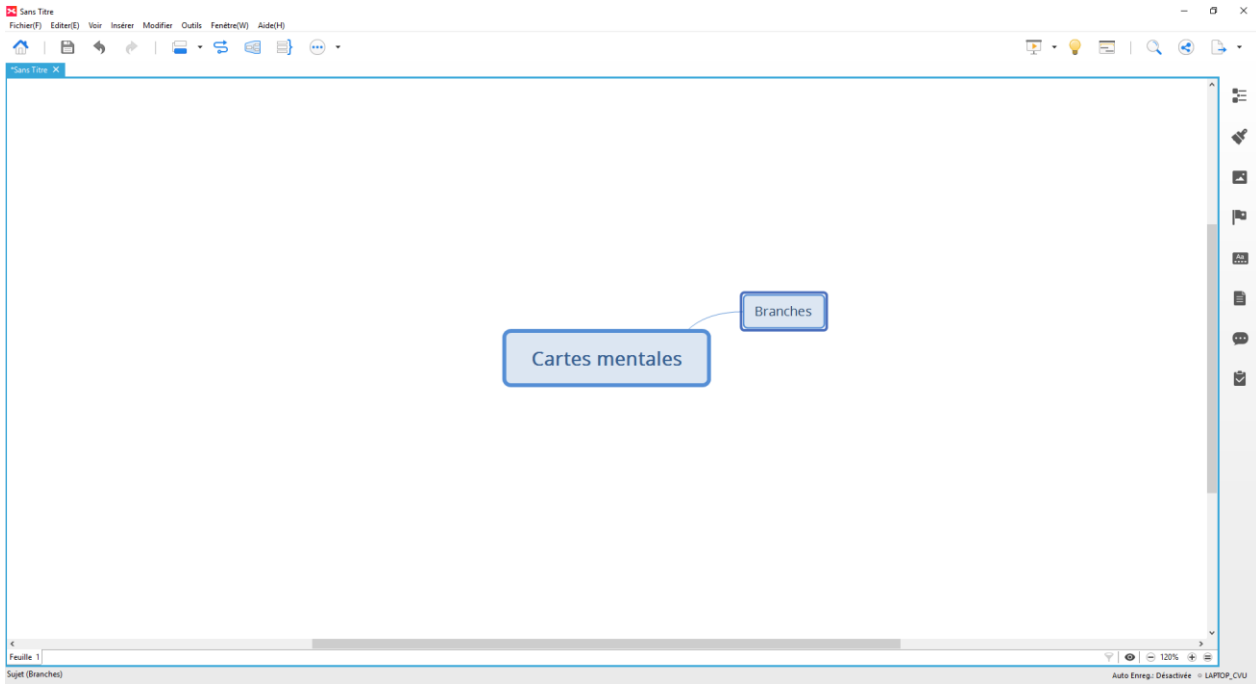 Sans Titre
Fichier(F) Editer(E) Voir Insérer Modifier Outils Fenêtre(W) Aide(H)
*Sans Titre
Branches
Cartes mentales
Aa
Feuille 1
120%
Sujet (Branches)
Auto Enreg.: Désactivée LAPTOP_CVU